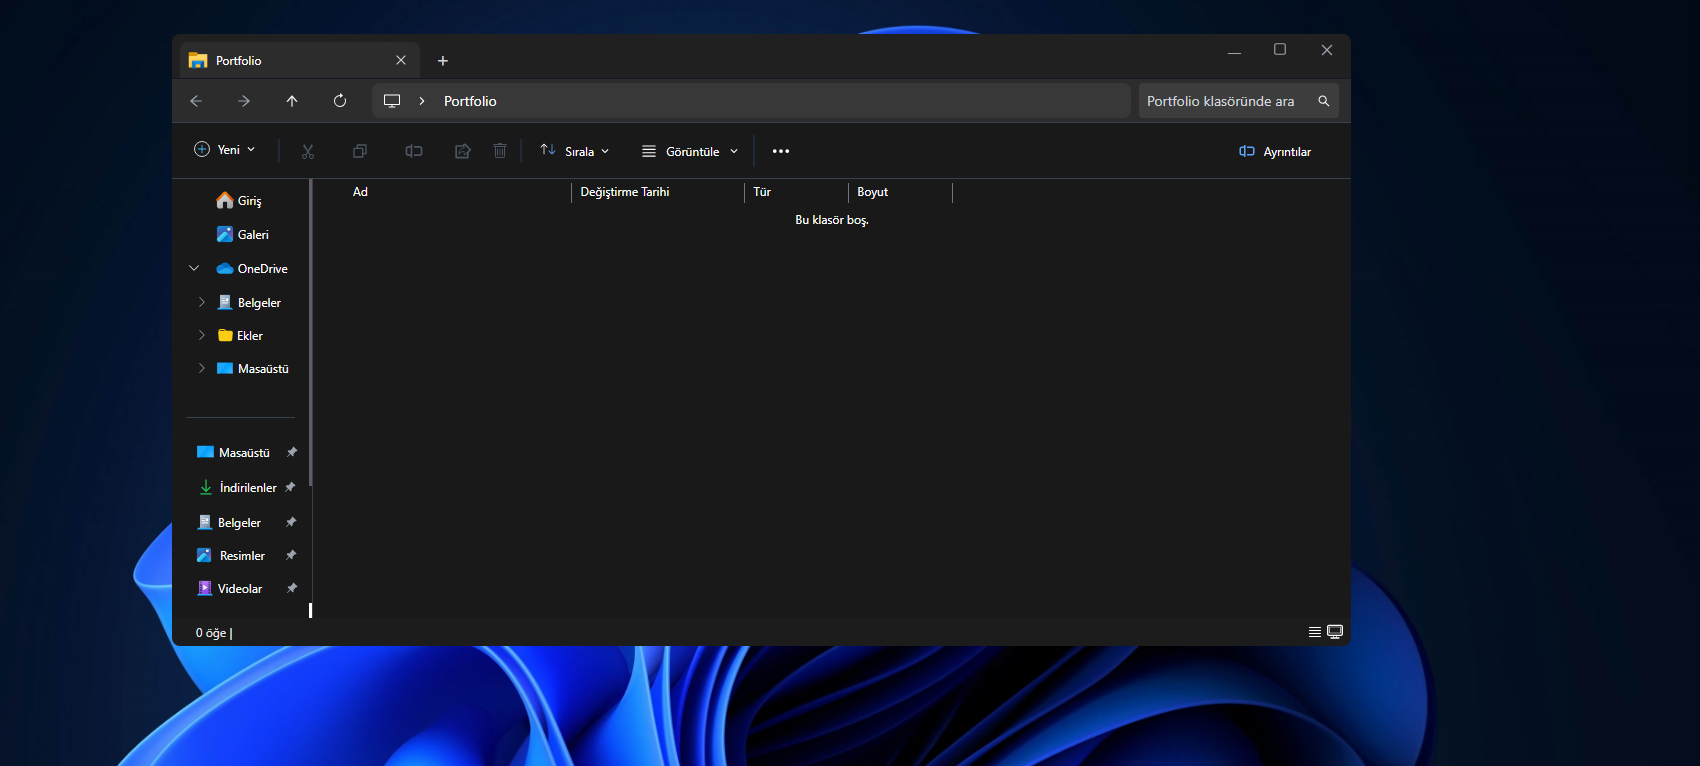 Portfolio
Portfolio
Portfolio klasöründe ara
Yeni
Sırala
Görüntüle
Ayrıntılar
Ad
Değiştirme Tarihi
Tür
Boyut
Bu klasör boş.
Giriş
Galeri
OneDrive
Belgeler
Ekler
Masaüstü
Masaüstü
İndirilenler
Belgeler
Resimler
Videolar
0 öğe |